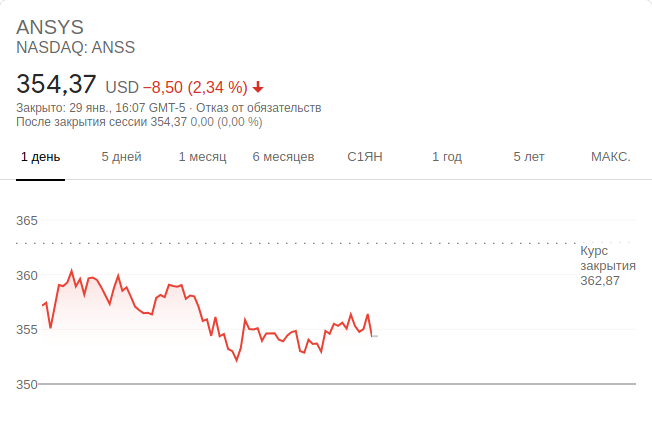 ANSYS
NASDAQ: ANSS
354,37 USD −8,50 (2,34 %)
Закрыто: 29 янв., 16:07 GMT-5 · Отказ от обязательств
После закрытия сессии 354,37 0,00 (0,00 %)
1 день 5 дней 1 месяц 6 месяцев С1ЯН 1 год 5 лет МАКС.
365
Курс
закрытия
362,87
360
355
350